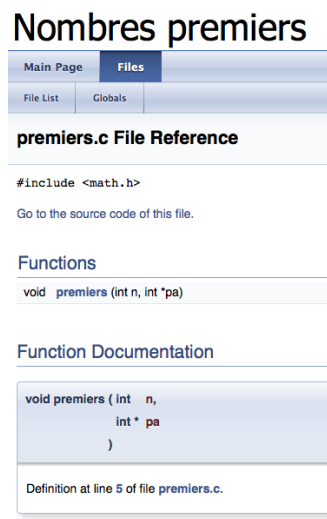 Nombres premiers
Main Page Files
File List Globals
premiers.c File Reference
#include <math.h>
Go to the source code of this file.
Functions
void premiers (int n, int *pa)
Function Documentation
void premiers ( int n,
int * pa
)
Definition at line 5 of file premiers.c.